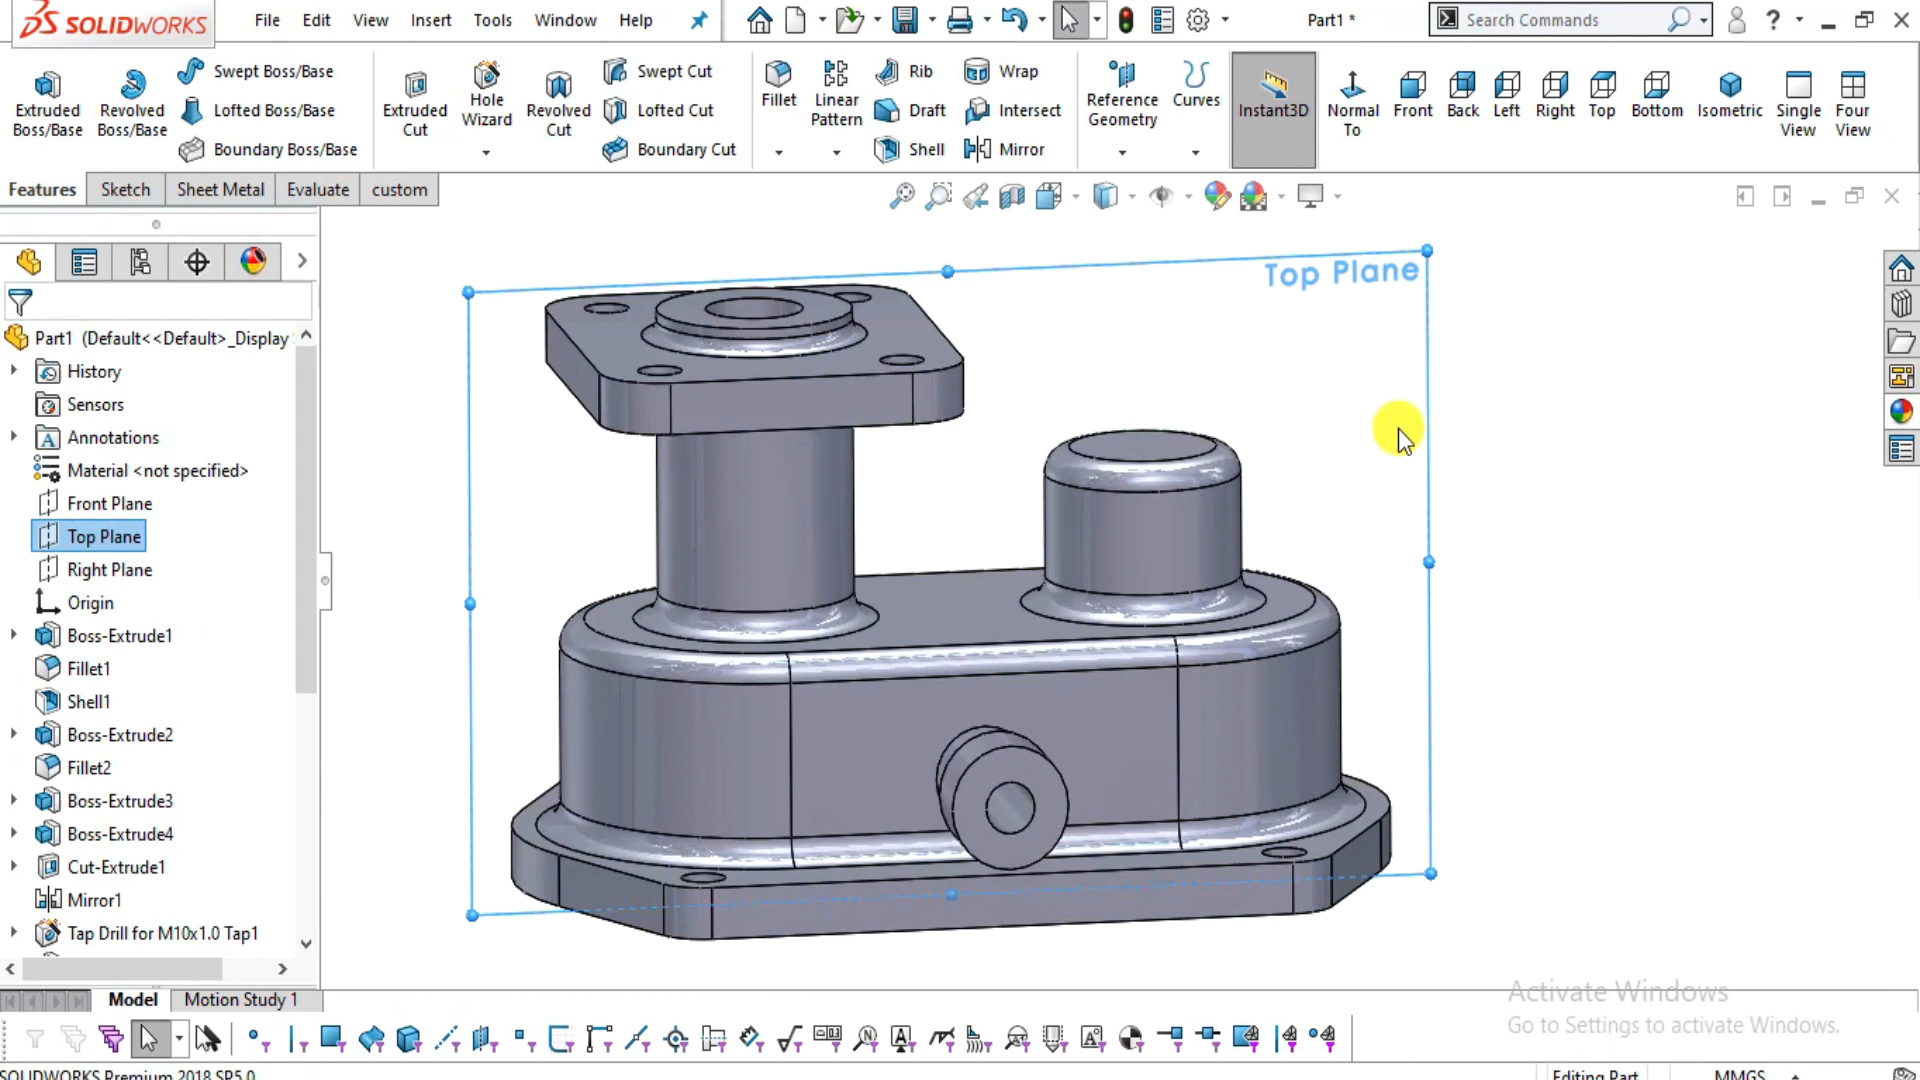 SOLIDWORKS
File Edit View Insert Tools Window Help
Part1 *
Search Commands
Extruded Boss/Base
Revolved Boss/Base
Swept Boss/Base
Lofted Boss/Base
Boundary Boss/Base
Extruded Cut
Hole Wizard
Revolved Cut
Swept Cut
Lofted Cut
Boundary Cut
Fillet
Linear Pattern
Rib
Draft
Shell
Wrap
Intersect
Mirror
Reference Geometry
Curves
Instant3D
Normal To
Front
Back
Left
Right
Top
Bottom
Isometric
Single View
Four View
Features Sketch Sheet Metal Evaluate custom
Part1 (Default<<Default>_Display
History
Sensors
Annotations
Material <not specified>
Front Plane
Top Plane
Right Plane
Origin
Boss-Extrude1
Fillet1
Shell1
Boss-Extrude2
Fillet2
Boss-Extrude3
Boss-Extrude4
Cut-Extrude1
Mirror1
Tap Drill for M10x1.0 Tap1
Top Plane
Model Motion Study 1
Activate Windows
Go to Settings to activate Windows.
SOLIDWORKS Premium 2018 SP5.0
Editing Part
MMGS